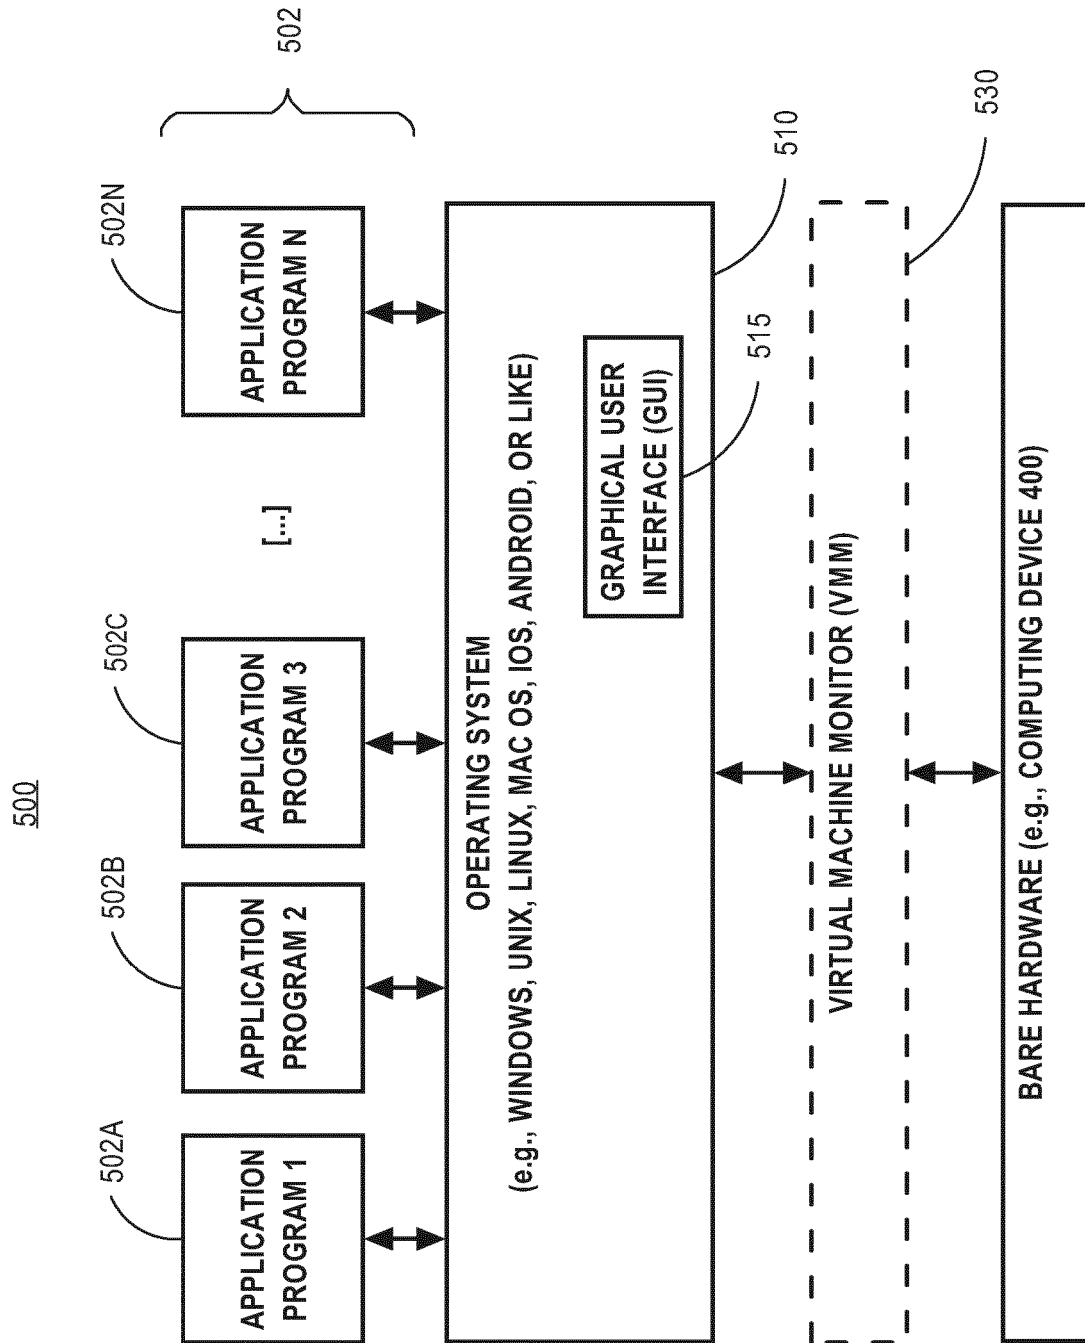 500
502
502A
502B
502C
502N
APPLICATION
PROGRAM 1
APPLICATION
PROGRAM 2
APPLICATION
PROGRAM 3
[...]
APPLICATION
PROGRAM N
OPERATING SYSTEM
(e.g., WINDOWS, UNIX, LINUX, MAC OS, IOS, ANDROID, OR LIKE)
GRAPHICAL USER
INTERFACE (GUI)
510
515
VIRTUAL MACHINE MONITOR (VMM)
530
BARE HARDWARE (e.g., COMPUTING DEVICE 400)